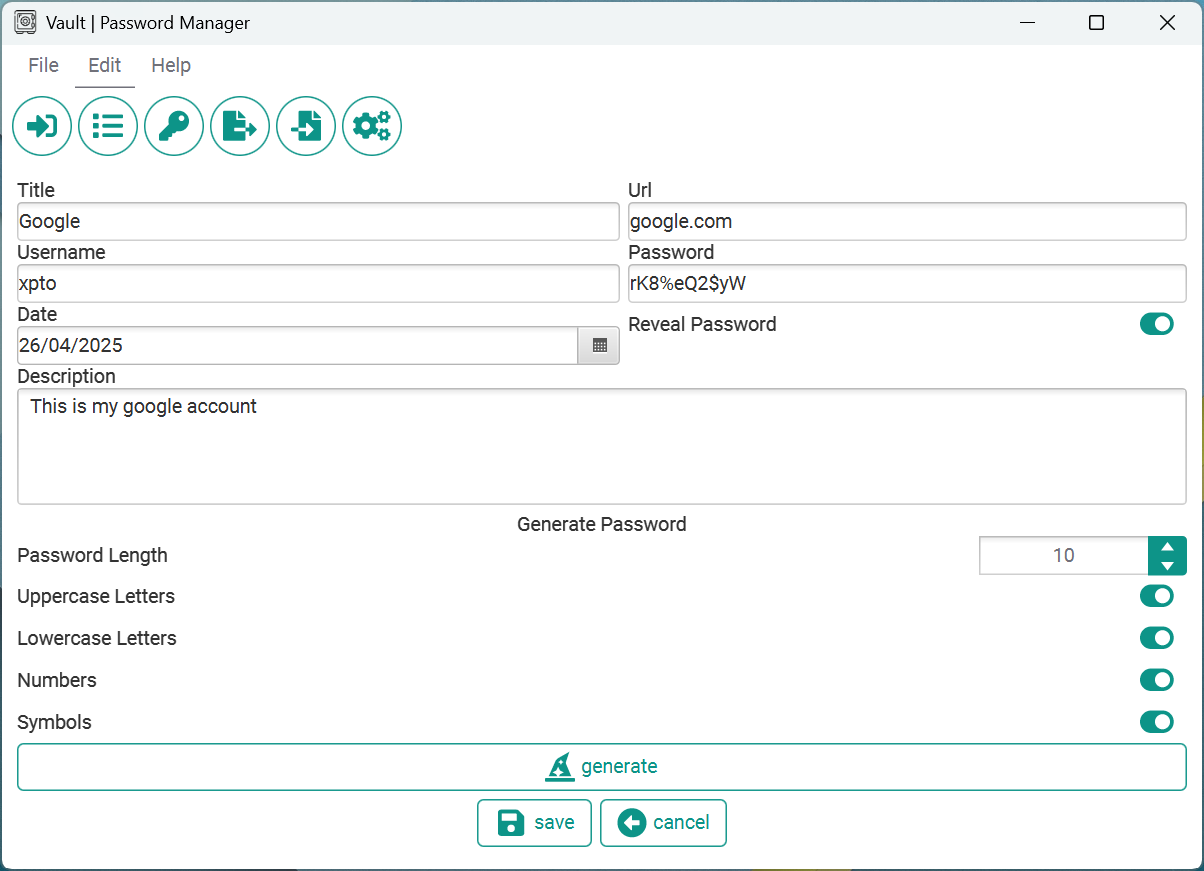 Vault | Password Manager
File Edit Help
Title Url
Google google.com
Username Password
xpto rK8%eQ2$yW
Date Reveal Password
26/04/2025
Description
This is my google account
Generate Password
Password Length 10
Uppercase Letters
Lowercase Letters
Numbers
Symbols
generate
save cancel